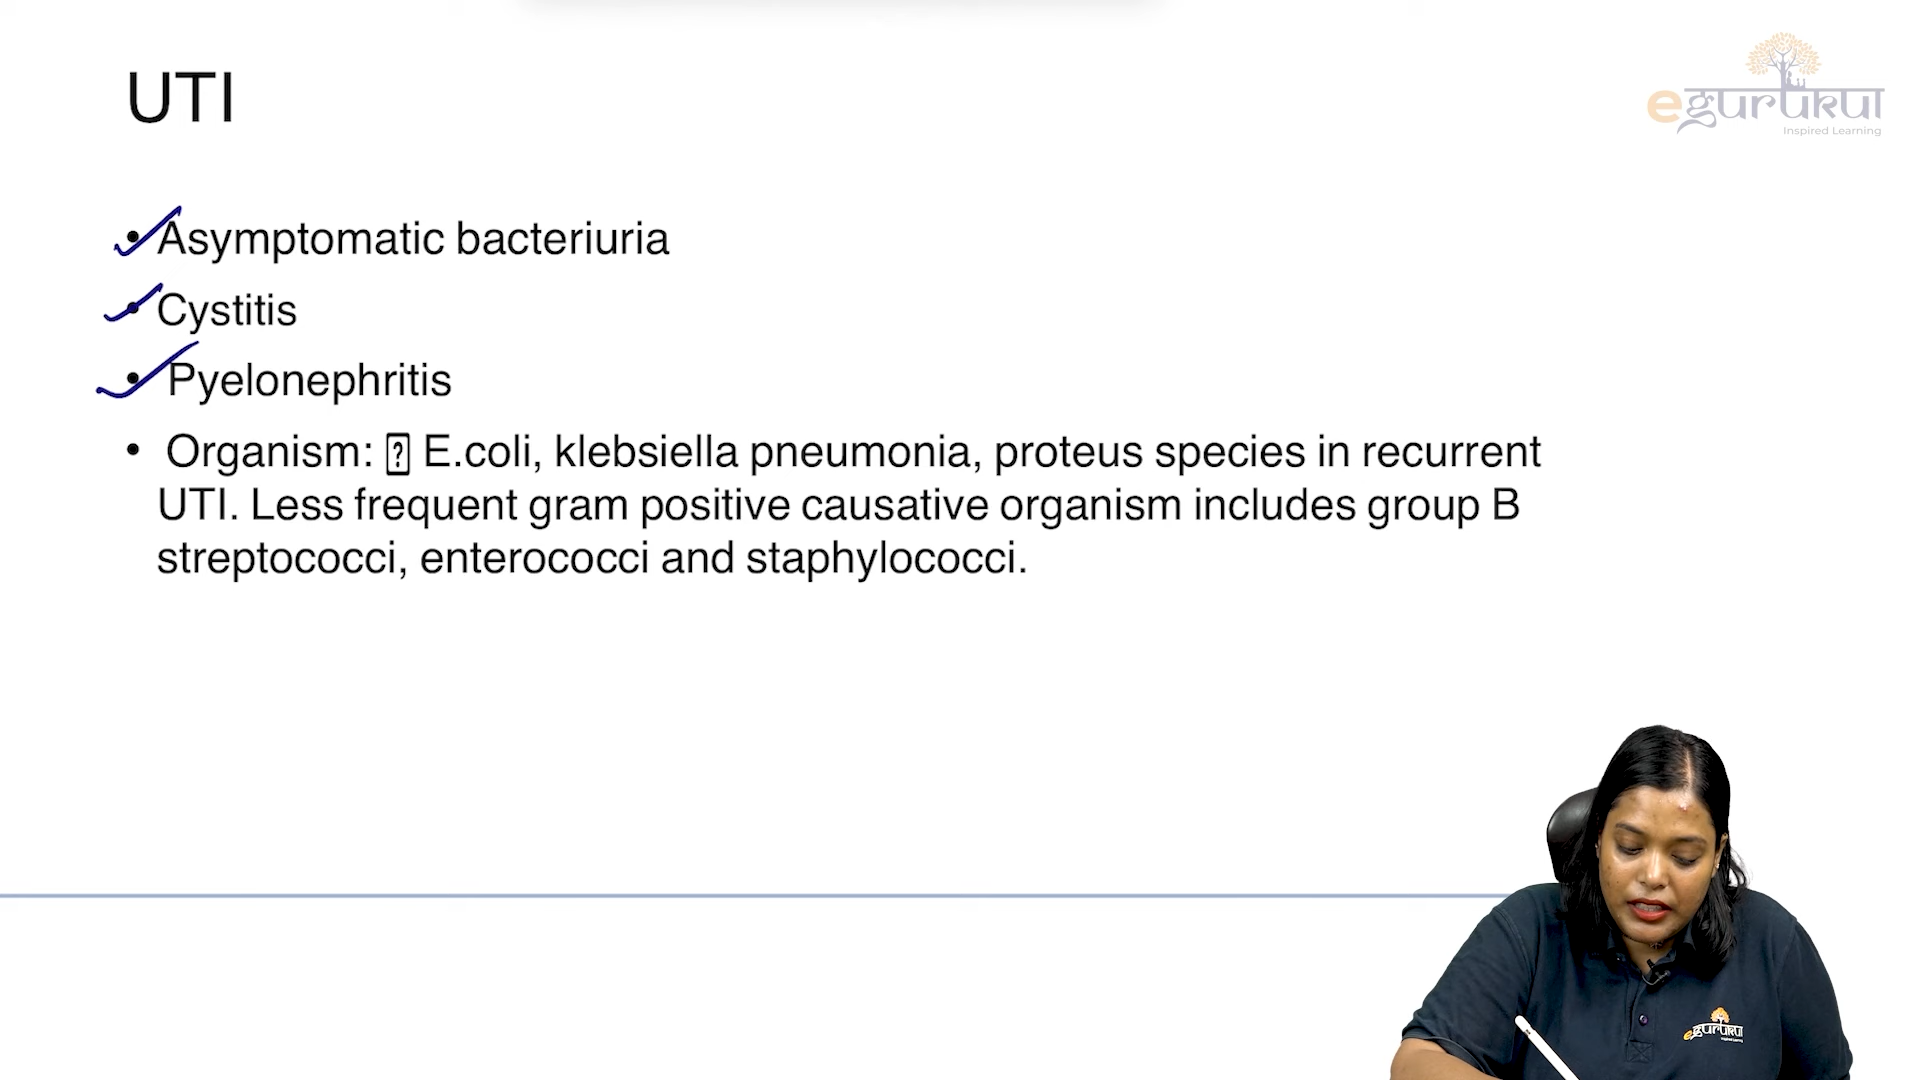 UTI
egurukul
Inspired Learning
• Asymptomatic bacteriuria
• Cystitis
• Pyelonephritis
• Organism: ⍰ E.coli, klebsiella pneumonia, proteus species in recurrent
UTI. Less frequent gram positive causative organism includes group B
streptococci, enterococci and staphylococci.
egurukul